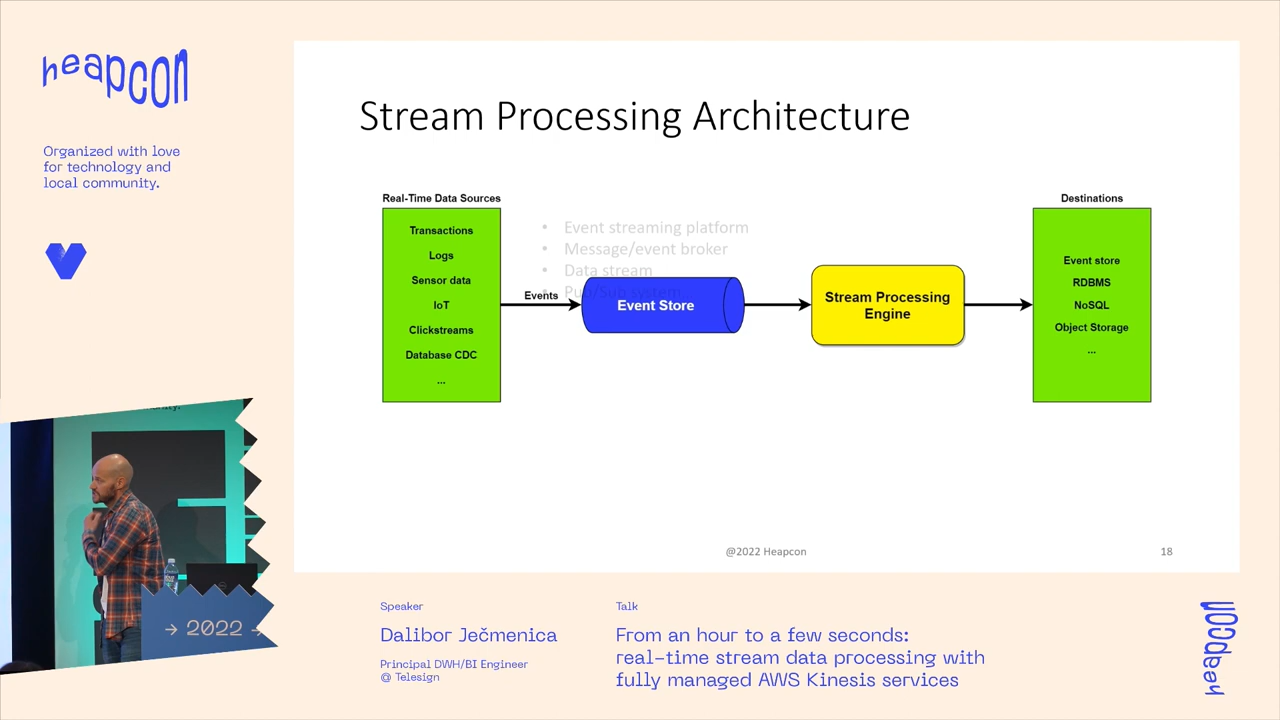 heapcon
Organized with love
for technology and
local community.
Stream Processing Architecture
Real-Time Data Sources
Transactions
Logs
Sensor data
IoT
Clickstreams
Database CDC
...
Events
• Event streaming platform
• Message/event broker
• Data stream
• Pub/Sub system
Event Store
Stream Processing
Engine
Destinations
Event store
RDBMS
NoSQL
Object Storage
...
@2022 Heapcon
18
→ 2022 →
Speaker
Dalibor Ječmenica
Principal DWH/BI Engineer
@ Telesign
Talk
From an hour to a few seconds:
real-time stream data processing with
fully managed AWS Kinesis services
heapcon